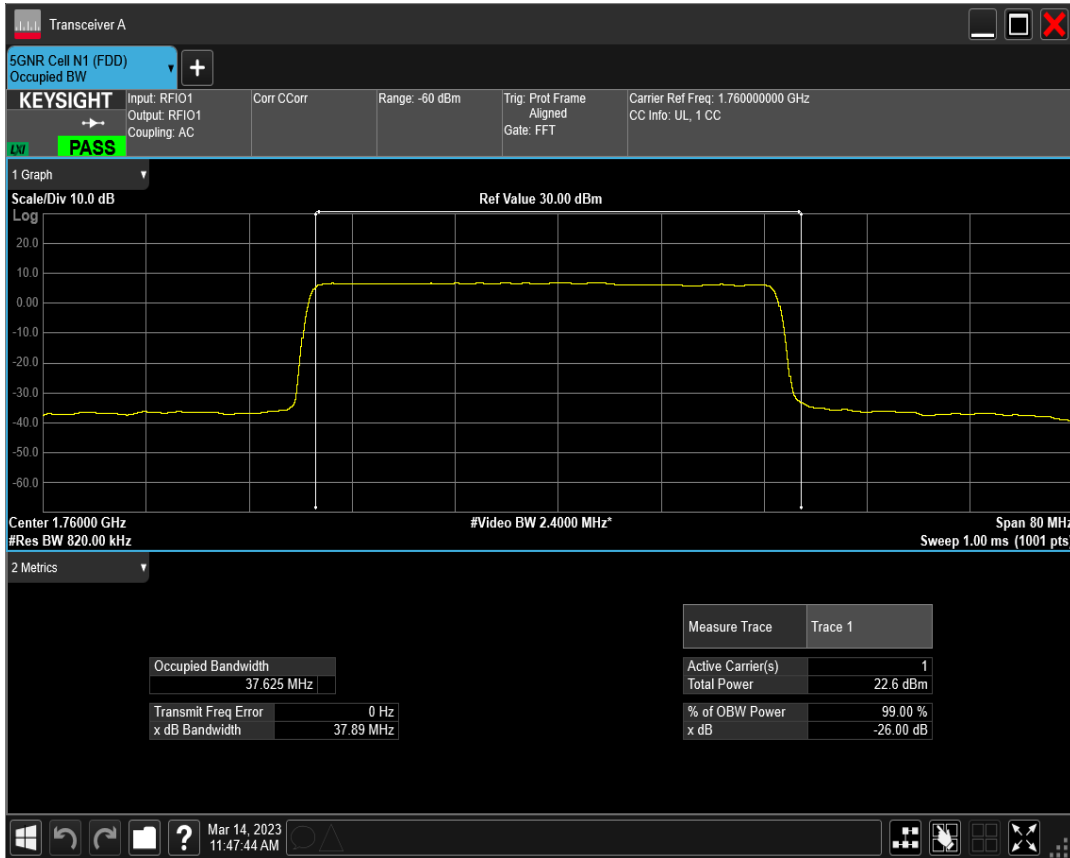 Transceiver A
5GNR Cell N1 (FDD)
Occupied BW
+
KEYSIGHT
LXI
PASS
Input: RFIO1
Output: RFIO1
Coupling: AC
Corr CCorr
Range: -60 dBm
Trig: Prot Frame
Aligned
Gate: FFT
Carrier Ref Freq: 1.760000000 GHz
CC Info: UL, 1 CC
1 Graph
Scale/Div 10.0 dB
Ref Value 30.00 dBm
Log
20.0
10.0
0.00
-10.0
-20.0
-30.0
-40.0
-50.0
-60.0
Center 1.76000 GHz
#Video BW 2.4000 MHz*
Span 80 MHz
#Res BW 820.00 kHz
Sweep 1.00 ms (1001 pts)
2 Metrics
Measure Trace Trace 1
Occupied Bandwidth
37.625 MHz
Active Carrier(s) 1
Total Power 22.6 dBm
Transmit Freq Error 0 Hz
x dB Bandwidth 37.89 MHz
% of OBW Power 99.00 %
x dB -26.00 dB
?
Mar 14, 2023
11:47:44 AM